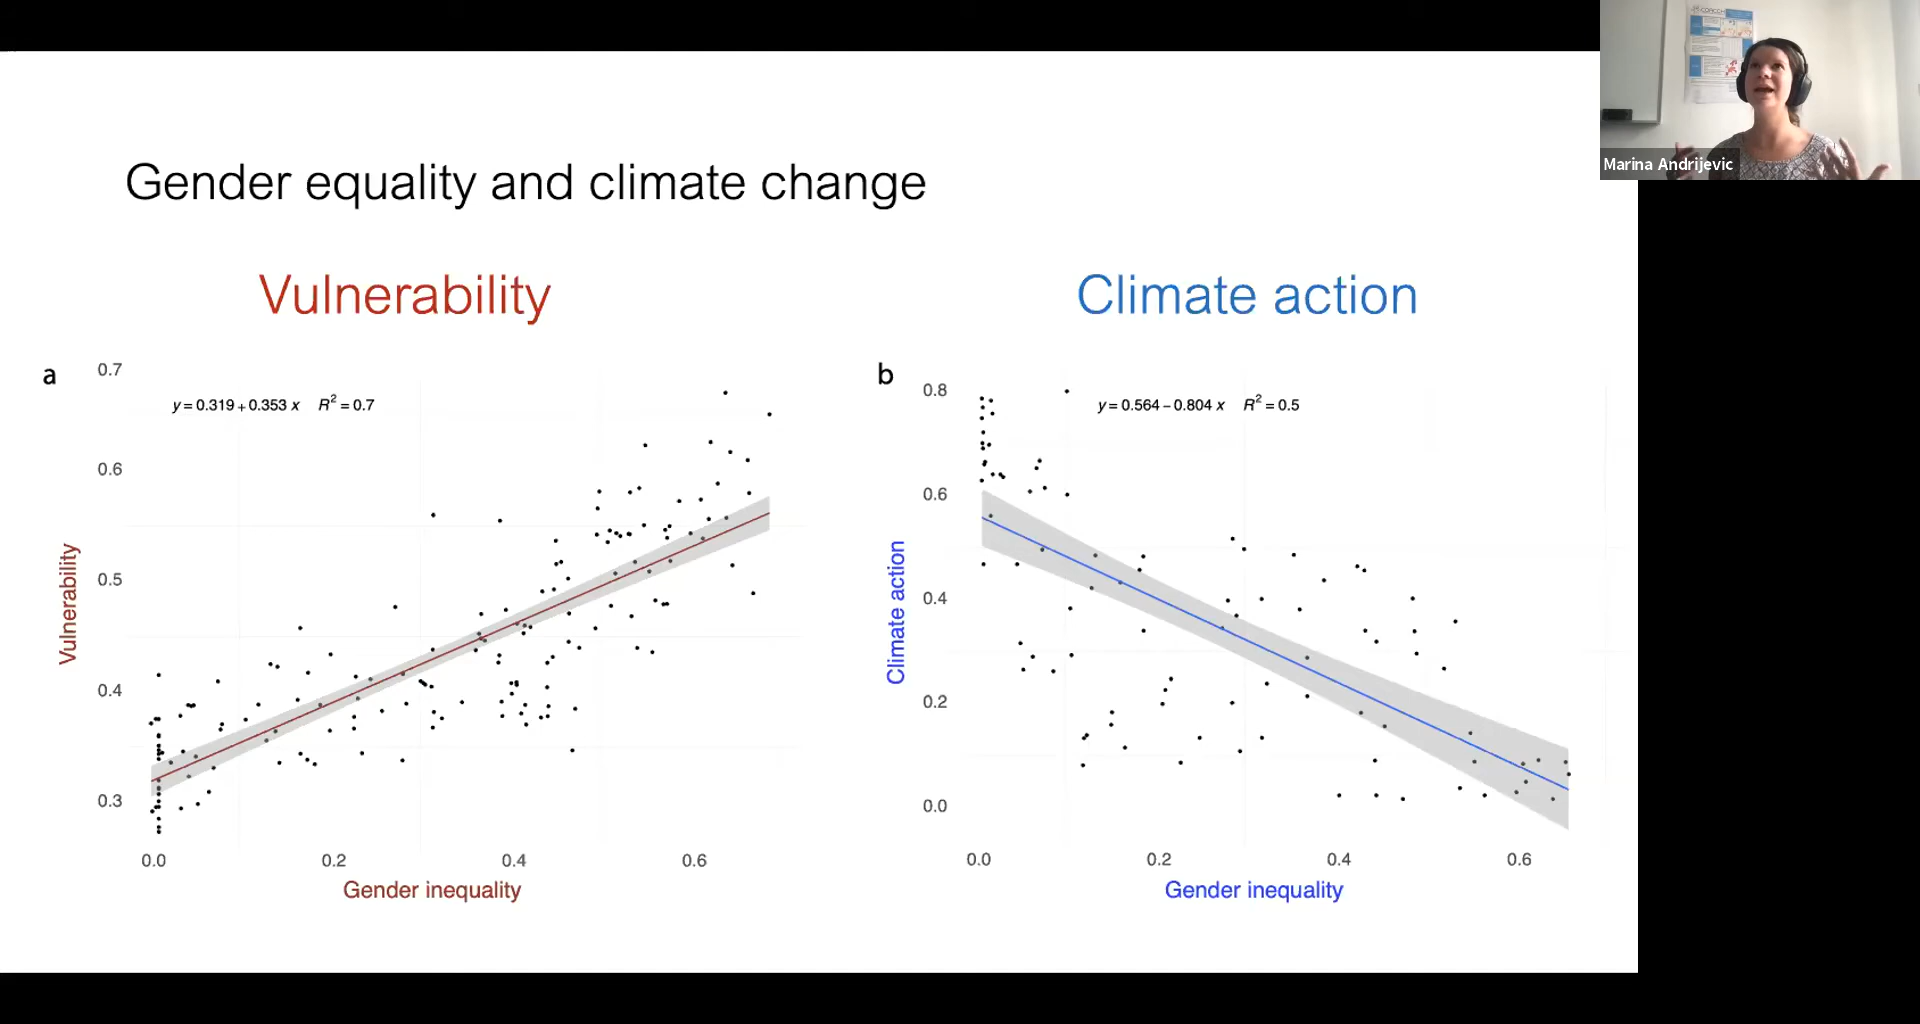 Marina Andrijevic
Gender equality and climate change
Vulnerability
Climate action
a
0.7
0.6
0.5
0.4
0.3
y = 0.319 + 0.353 x R² = 0.7
Vulnerability
0.0 0.2 0.4 0.6
Gender inequality
b
0.8
0.6
0.4
0.2
0.0
y = 0.564 – 0.804 x R² = 0.5
Climate action
0.0 0.2 0.4 0.6
Gender inequality